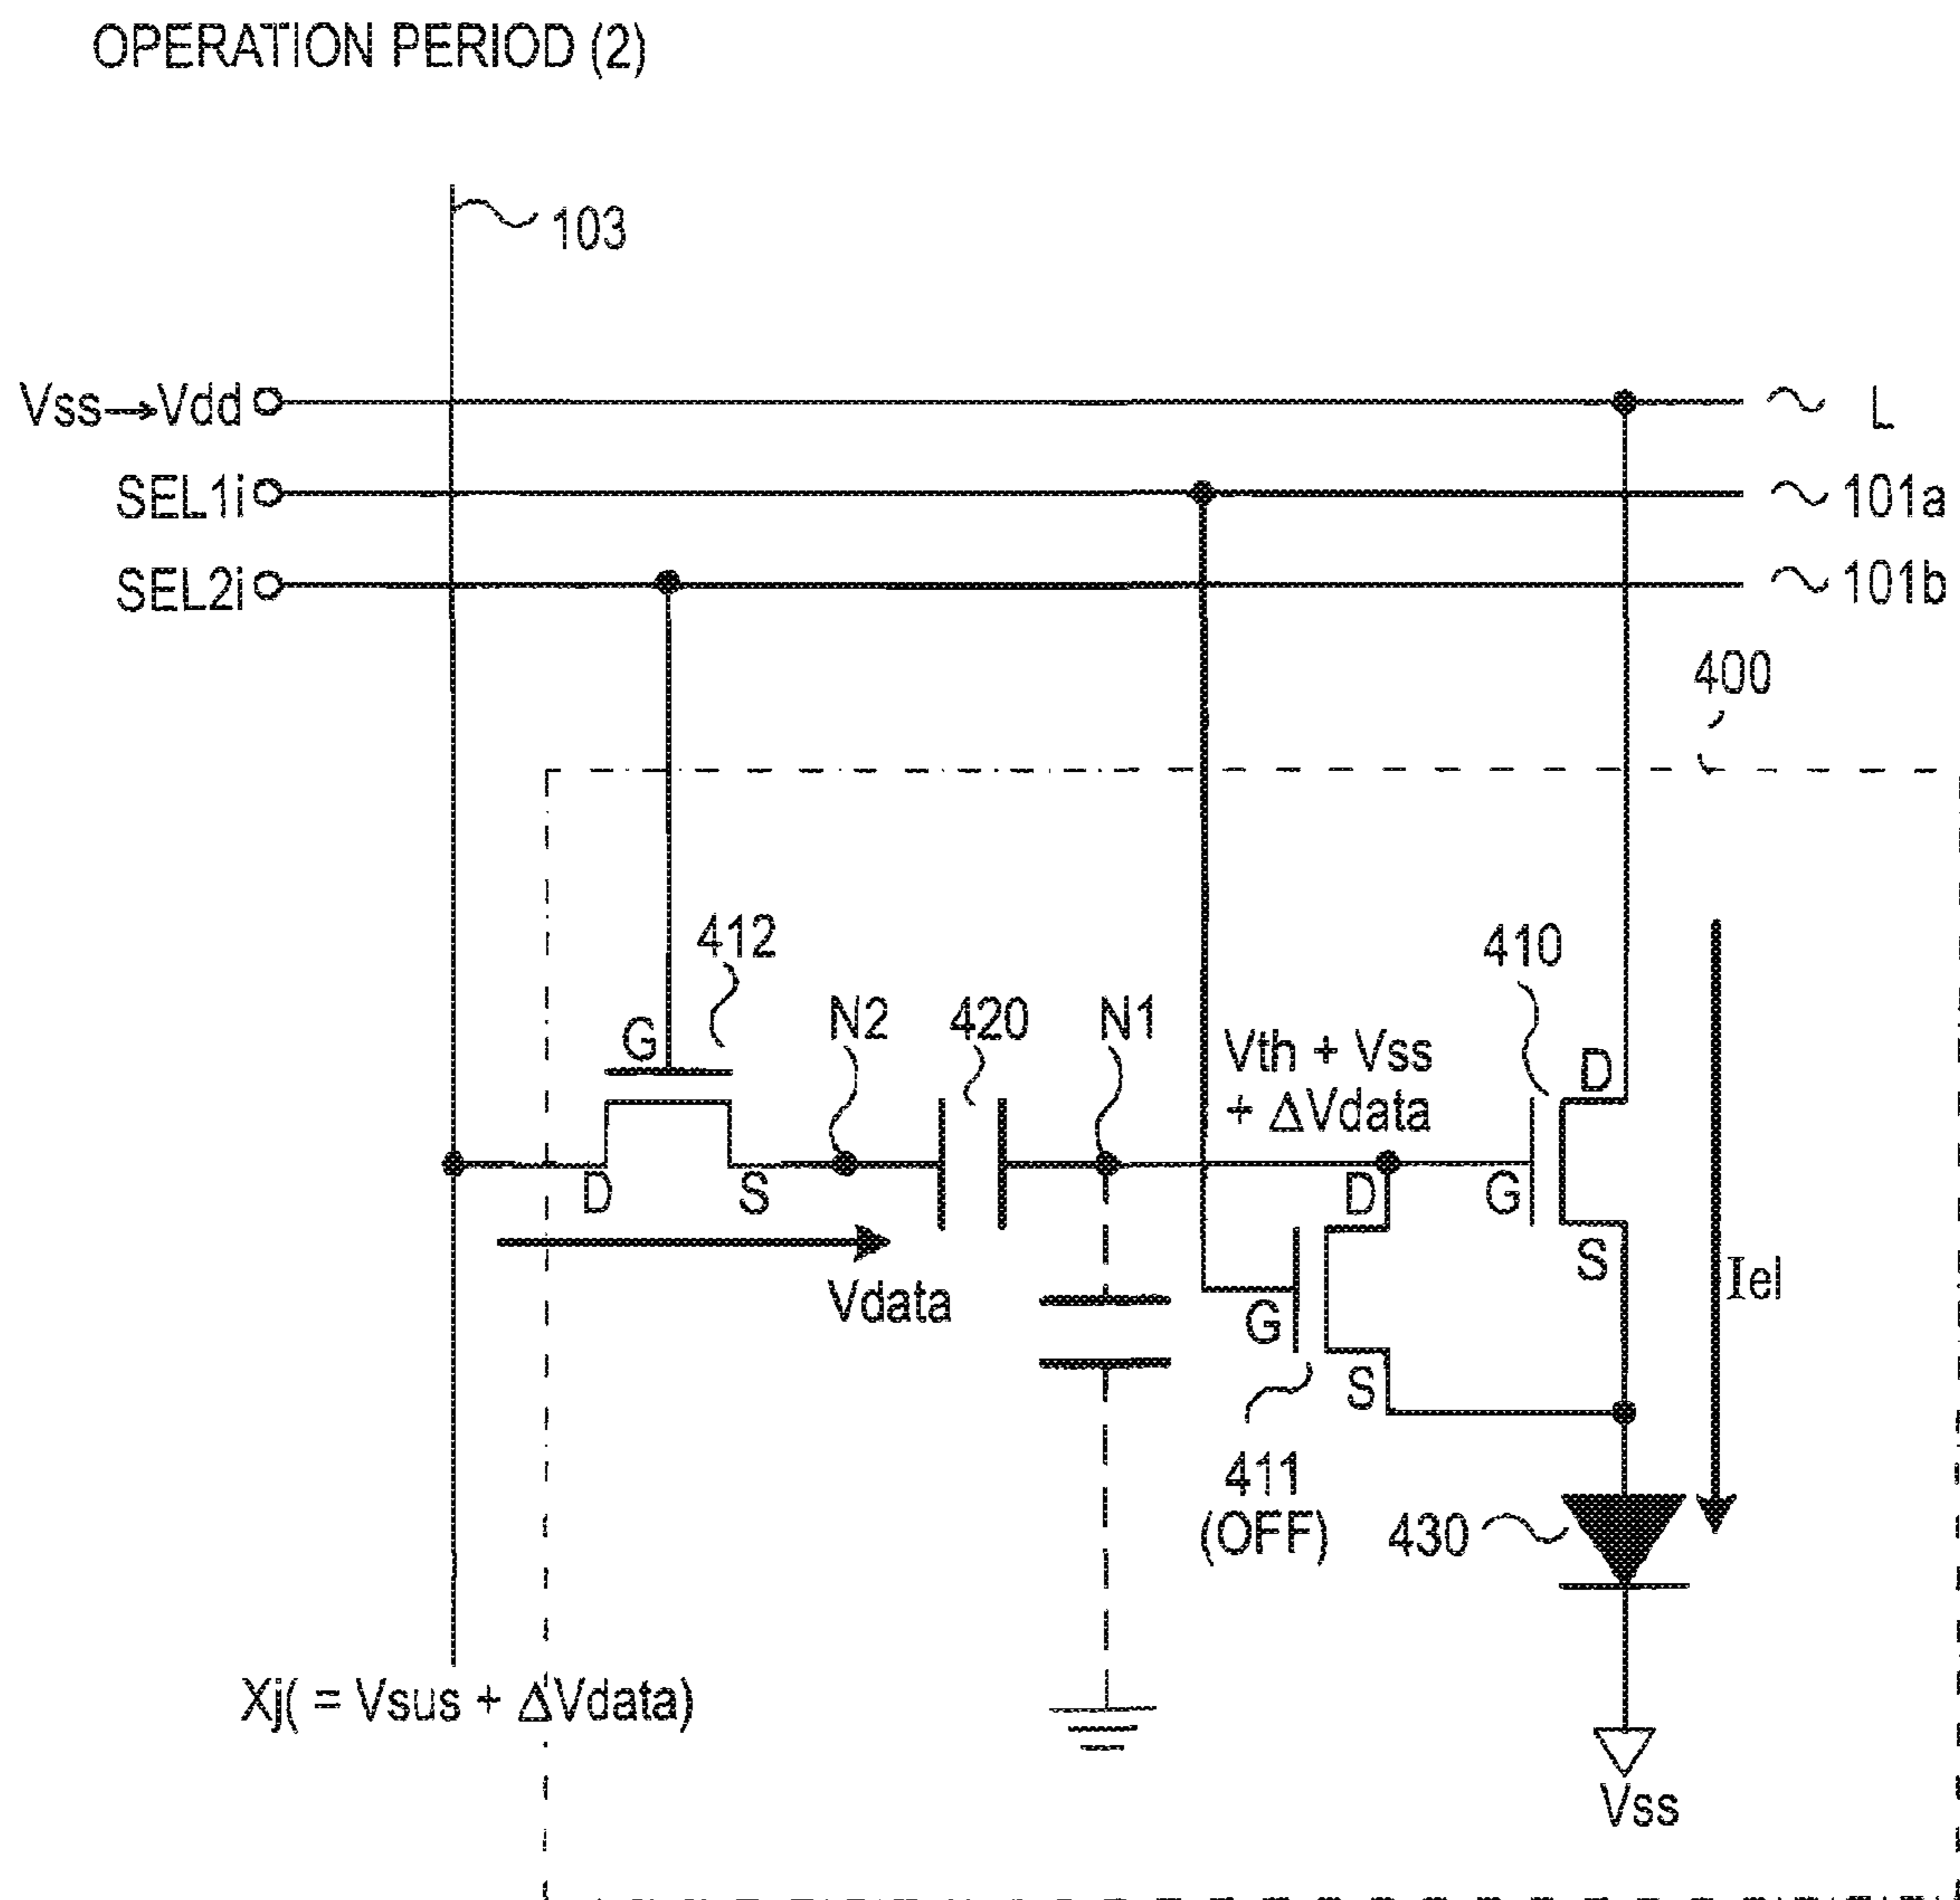 OPERATION PERIOD (2)
103
Vss→Vdd
L
SEL1i
101a
SEL2i
101b
400
412
410
G
N2
420
N1
Vth + Vss
+ ΔVdata
D
D
S
D
G
S
Vdata
G
Iel
S
411
(OFF)
430
Xj( = Vsus + ΔVdata)
Vss